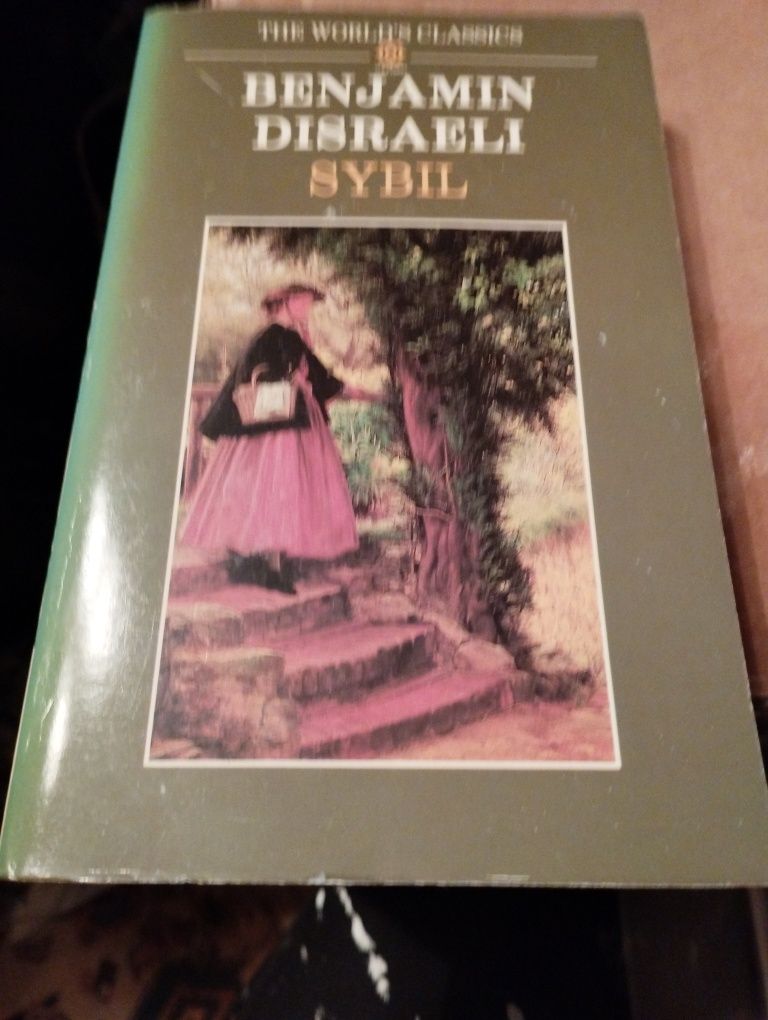 THE WORLD'S CLASSICS
BENJAMIN
DISRAELI
SYBIL